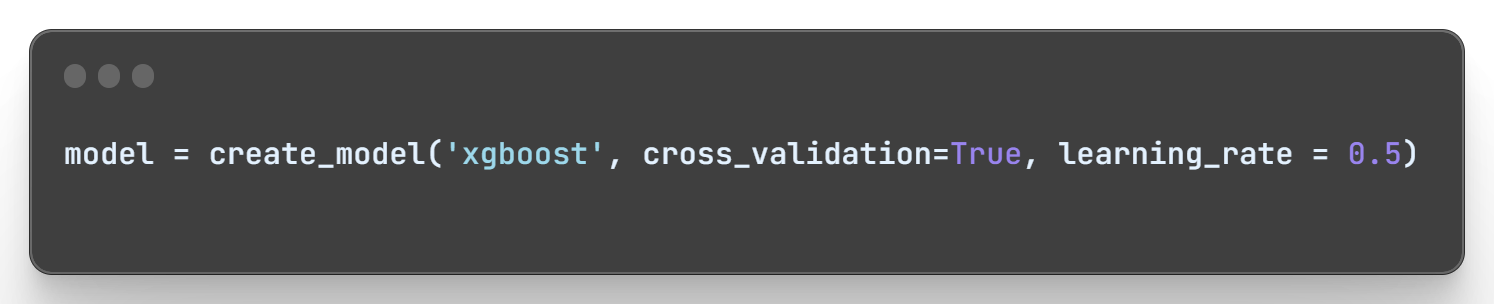 model = create_model('xgboost', cross_validation=True, learning_rate = 0.5)